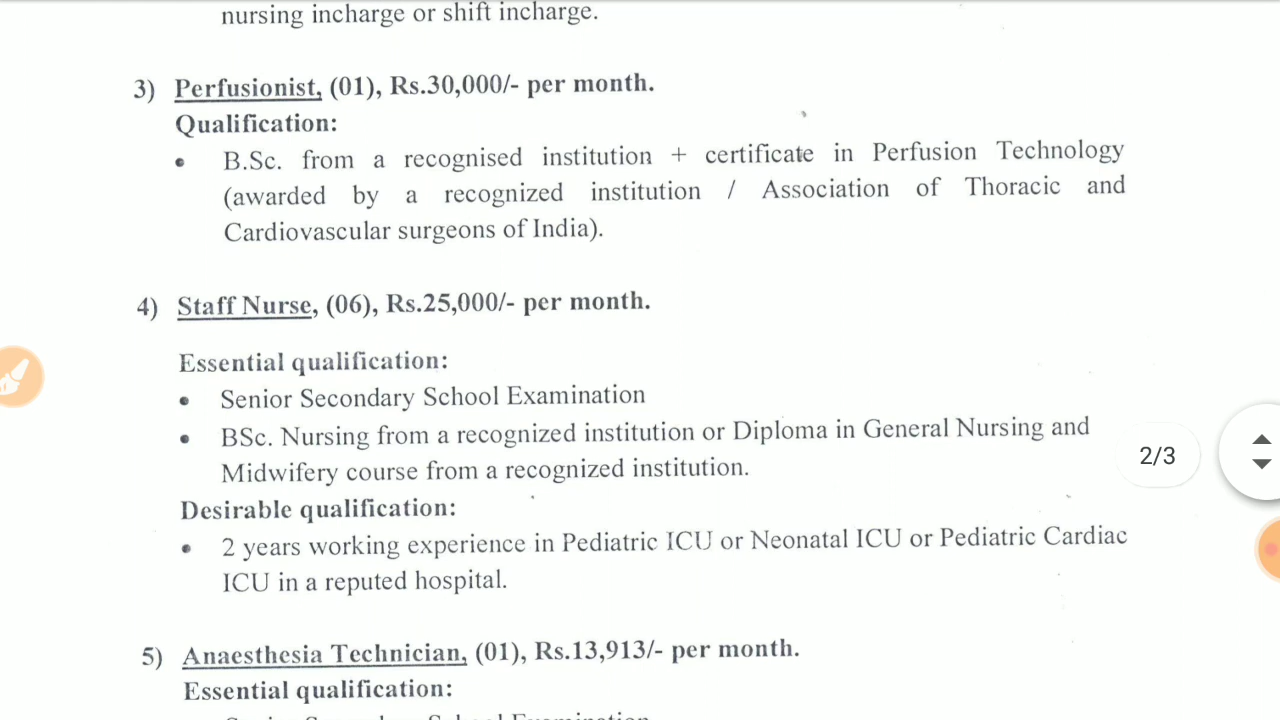 nursing incharge or shift incharge.
3) Perfusionist, (01), Rs.30,000/- per month.
Qualification:
• B.Sc. from a recognised institution + certificate in Perfusion Technology
(awarded by a recognized institution / Association of Thoracic and
Cardiovascular surgeons of India).
4) Staff Nurse, (06), Rs.25,000/- per month.
Essential qualification:
• Senior Secondary School Examination
• BSc. Nursing from a recognized institution or Diploma in General Nursing and
Midwifery course from a recognized institution.
2/3
Desirable qualification:
• 2 years working experience in Pediatric ICU or Neonatal ICU or Pediatric Cardiac
ICU in a reputed hospital.
5) Anaesthesia Technician, (01), Rs.13,913/- per month.
Essential qualification:
Senior Secondary School Examination